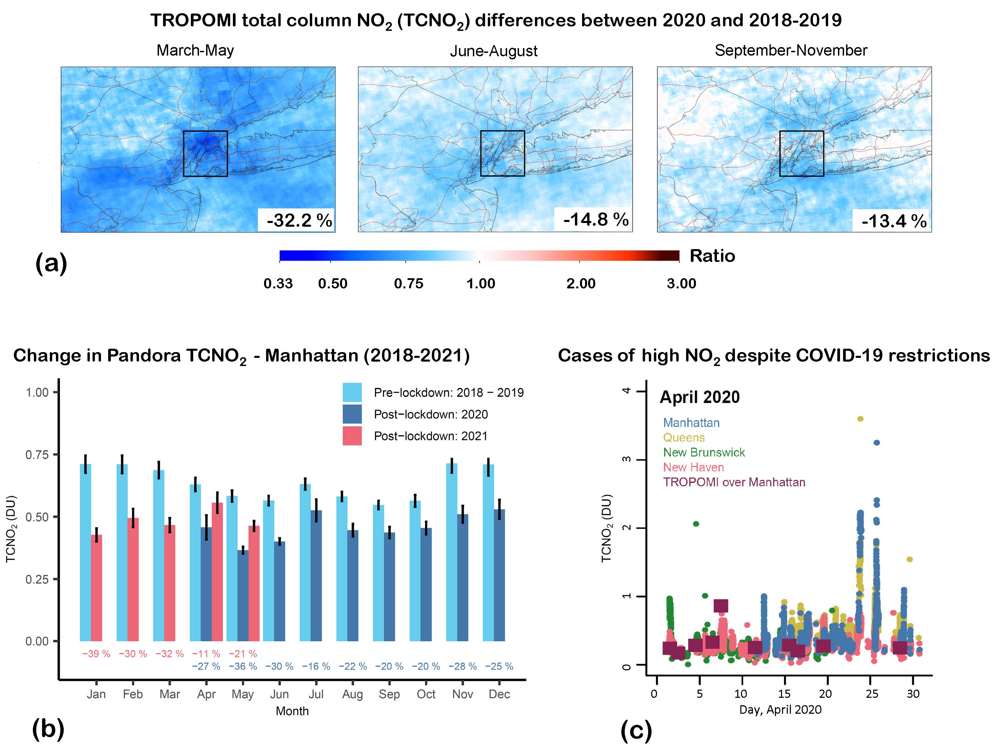 TROPOMI total column NO₂ (TCNO₂) differences between 2020 and 2018-2019
March-May
June-August
September-November
-32.2 %
-14.8 %
-13.4 %
(a)
Ratio
0.33 0.50 0.75 1.00 2.00 3.00
Change in Pandora TCNO₂ - Manhattan (2018-2021)
Pre−lockdown: 2018 − 2019
Post−lockdown: 2020
Post−lockdown: 2021
TCNO₂ (DU)
1.00
0.75
0.50
0.25
0.00
−39 % −30 % −32 % −11 % −21 %
−27 % −36 % −30 % −16 % −22 % −20 % −20 % −28 % −25 %
Jan Feb Mar Apr May Jun Jul Aug Sep Oct Nov Dec
Month
(b)
Cases of high NO₂ despite COVID-19 restrictions
April 2020
Manhattan
Queens
New Brunswick
New Haven
TROPOMI over Manhattan
TCNO₂ (DU)
4
3
2
1
0
0 5 10 15 20 25 30
Day, April 2020
(c)